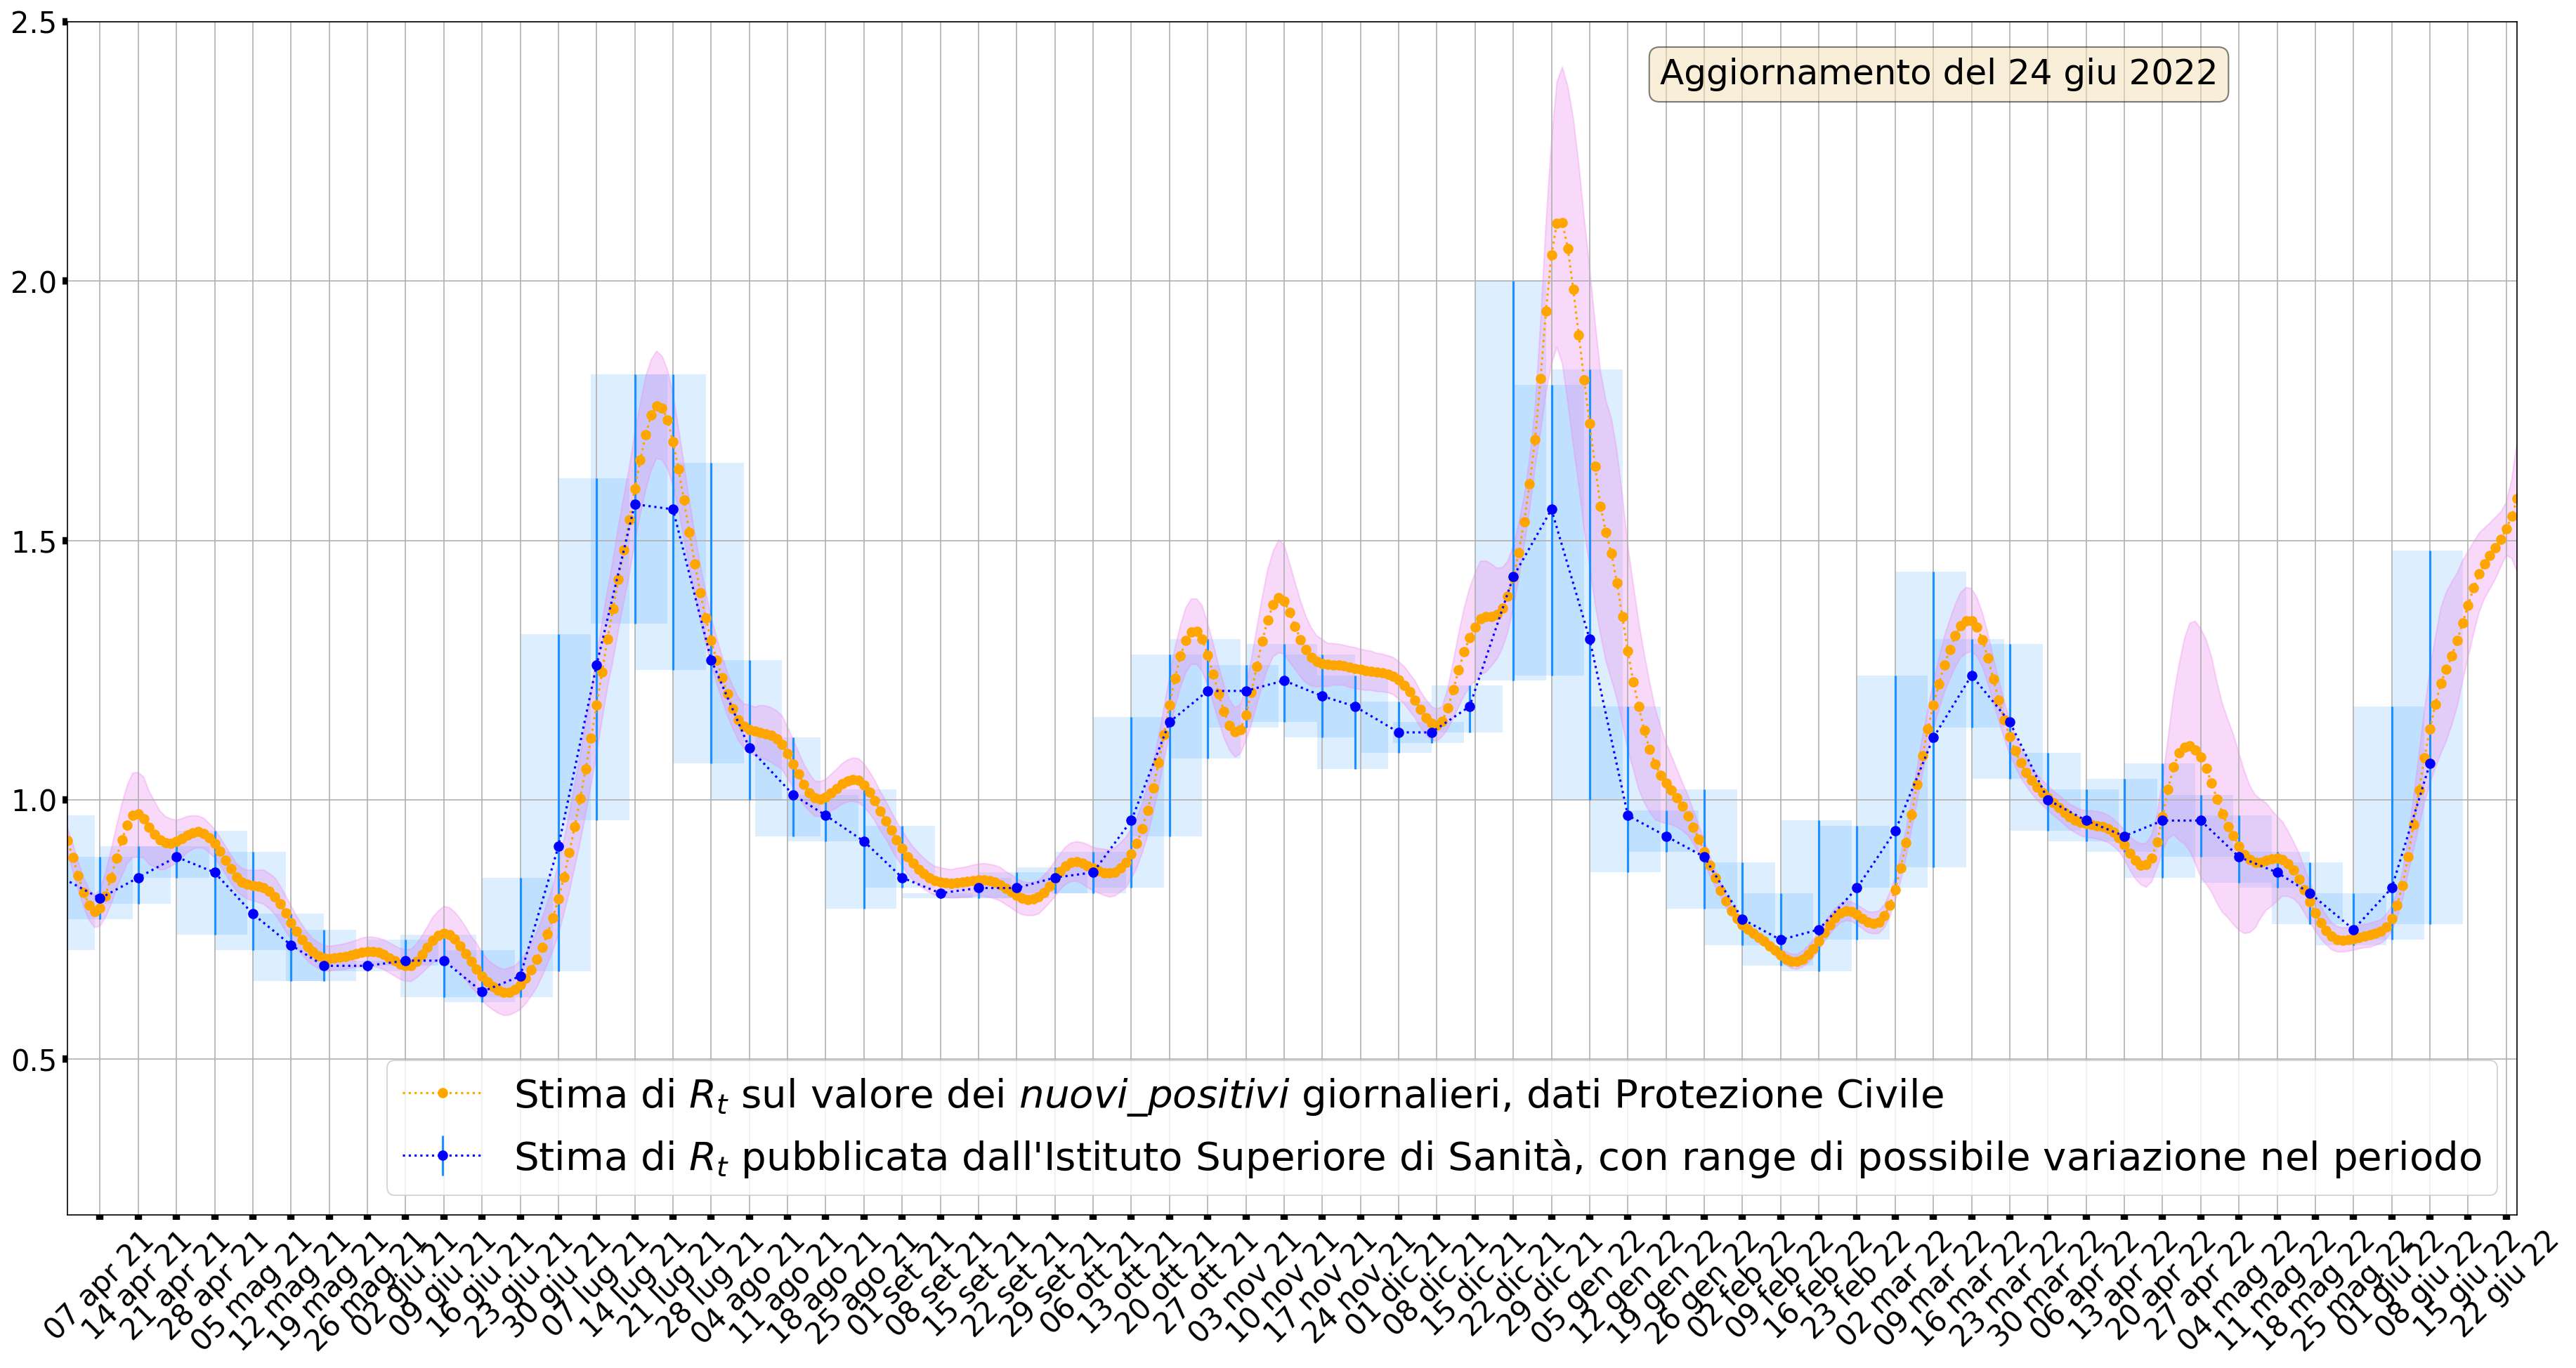 2.5
2.0
1.5
1.0
0.5
Aggiornamento del 24 giu 2022
Stima di Rt sul valore dei nuovi_positivi giornalieri, dati Protezione Civile
Stima di Rt pubblicata dall'Istituto Superiore di Sanità, con range di possibile variazione nel periodo
07 apr 21
14 apr 21
21 apr 21
28 apr 21
05 mag 21
12 mag 21
19 mag 21
26 mag 21
02 giu 21
09 giu 21
16 giu 21
23 giu 21
30 giu 21
07 lug 21
14 lug 21
21 lug 21
28 lug 21
04 ago 21
11 ago 21
18 ago 21
25 ago 21
01 set 21
08 set 21
15 set 21
22 set 21
29 set 21
06 ott 21
13 ott 21
20 ott 21
27 ott 21
03 nov 21
10 nov 21
17 nov 21
24 nov 21
01 dic 21
08 dic 21
15 dic 21
22 dic 21
29 dic 21
05 gen 22
12 gen 22
19 gen 22
26 gen 22
02 feb 22
09 feb 22
16 feb 22
23 feb 22
02 mar 22
09 mar 22
16 mar 22
23 mar 22
30 mar 22
06 apr 22
13 apr 22
20 apr 22
27 apr 22
04 mag 22
11 mag 22
18 mag 22
25 mag 22
01 giu 22
08 giu 22
15 giu 22
22 giu 22